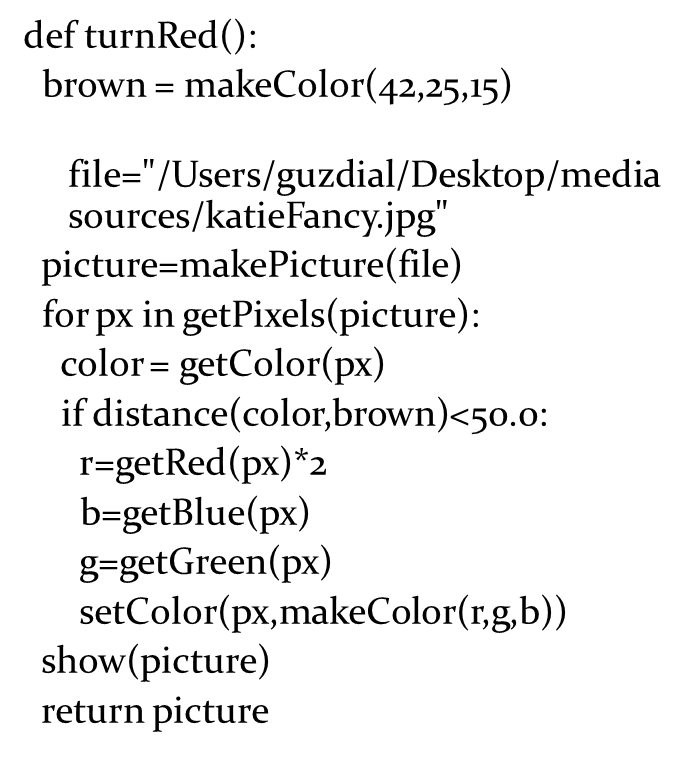 def turnRed():
brown = makeColor(42,25,15)
file="/Users/guzdial/Desktop/media
sources/katieFancy.jpg"
picture=makePicture(file)
for px in getPixels(picture):
color = getColor(px)
if distance(color,brown)<50.0:
r=getRed(px)*2
b=getBlue(px)
g=getGreen(px)
setColor(px,makeColor(r,g,b))
show(picture)
return picture